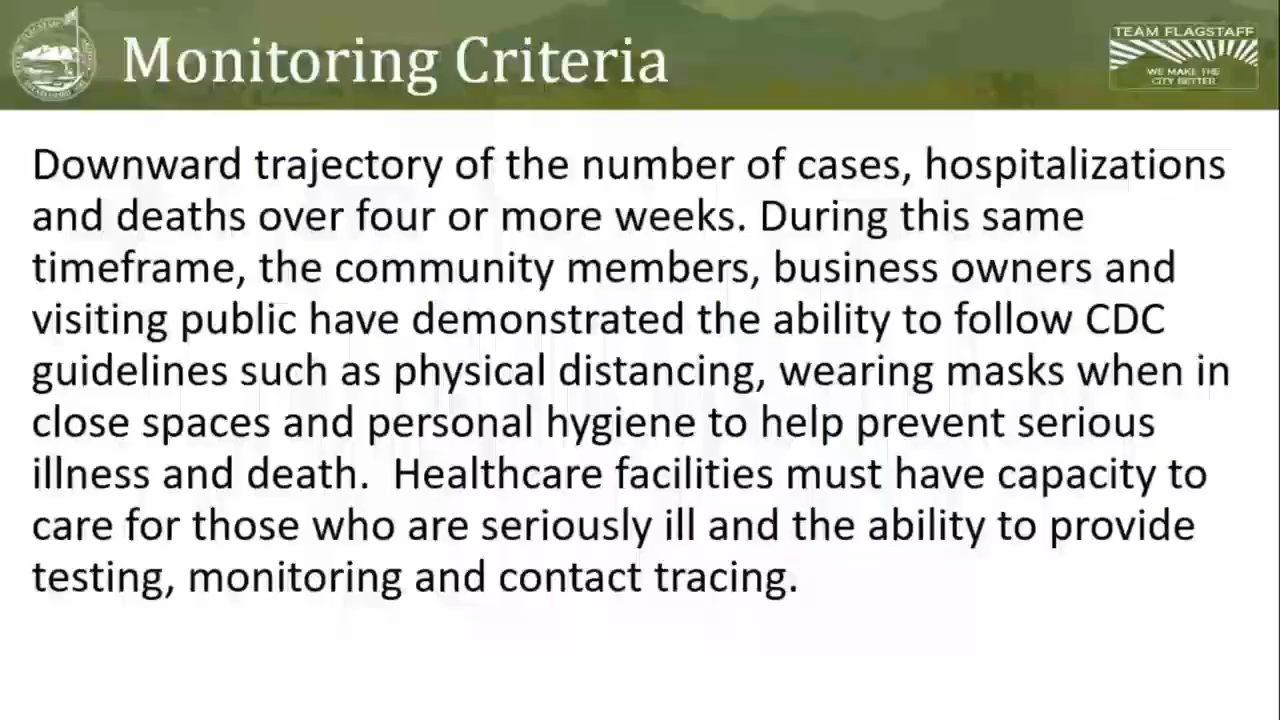 Monitoring Criteria
TEAM FLAGSTAFF
WE MAKE THE
CITY BETTER
Downward trajectory of the number of cases, hospitalizations
and deaths over four or more weeks. During this same
timeframe, the community members, business owners and
visiting public have demonstrated the ability to follow CDC
guidelines such as physical distancing, wearing masks when in
close spaces and personal hygiene to help prevent serious
illness and death.  Healthcare facilities must have capacity to
care for those who are seriously ill and the ability to provide
testing, monitoring and contact tracing.